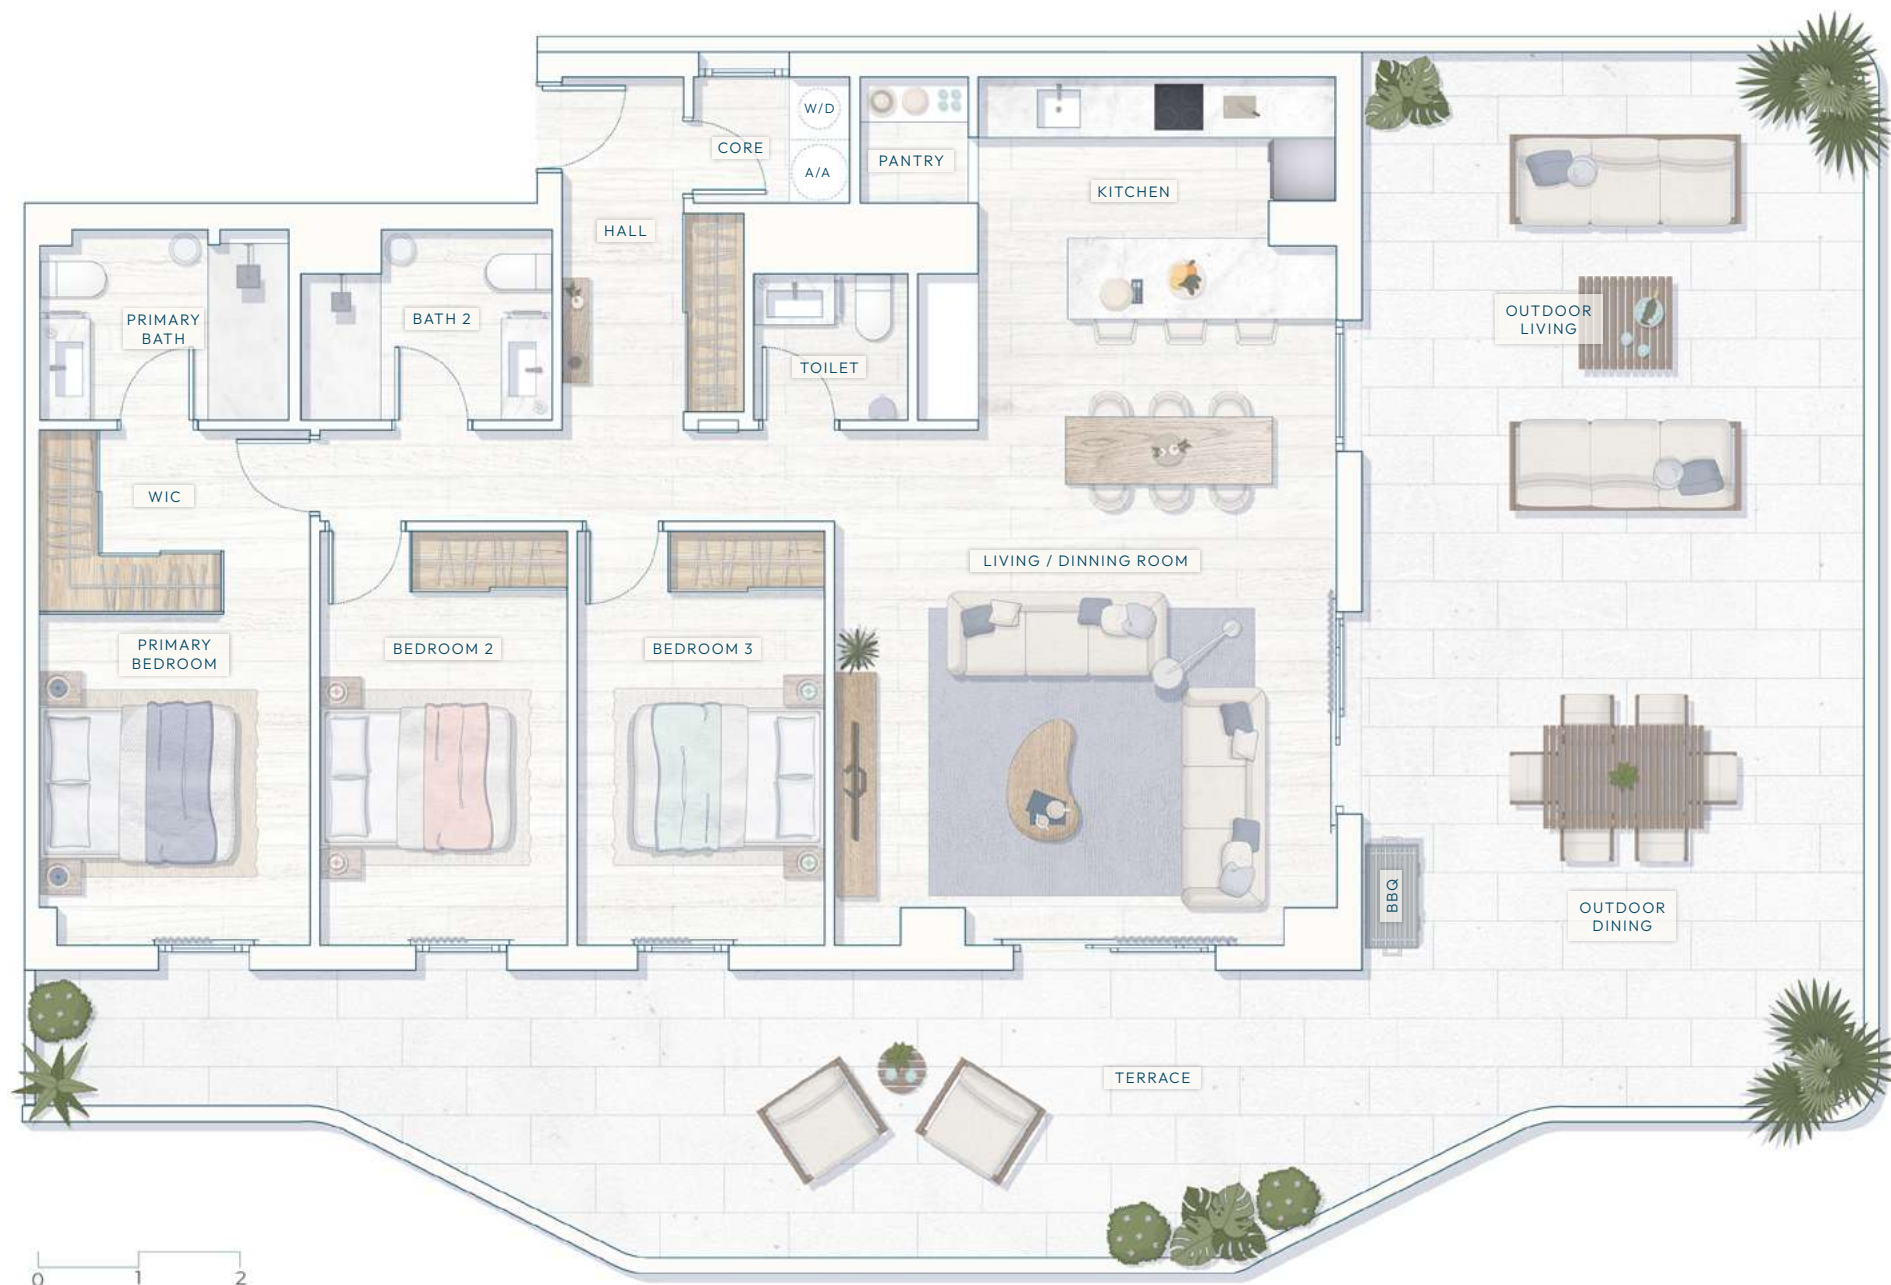 W/D
CORE
PANTRY
A/A
KITCHEN
HALL
PRIMARY
BATH
BATH 2
OUTDOOR
LIVING
TOILET
WIC
LIVING / DINNING ROOM
PRIMARY
BEDROOM
BEDROOM 2
BEDROOM 3
BBQ
OUTDOOR
DINING
TERRACE
0 1 2